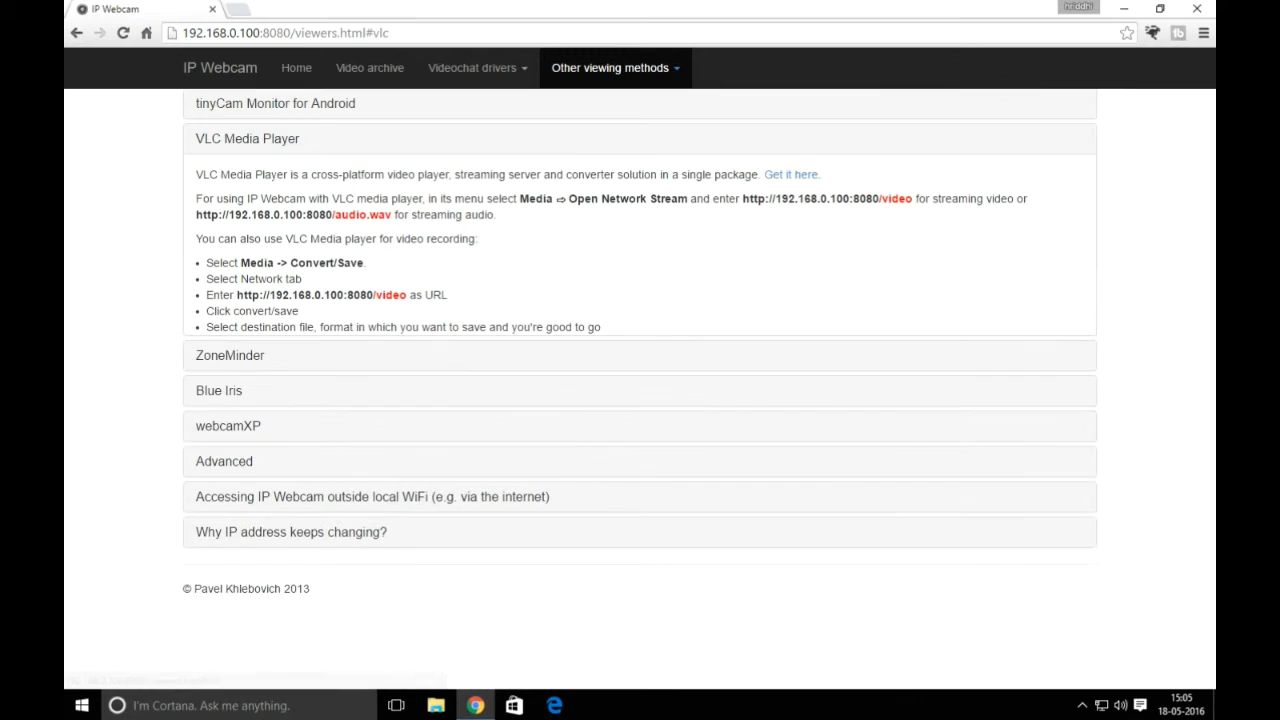 IP Webcam
hriddhi
192.168.0.100:8080/viewers.html#vlc
IP Webcam Home Video archive Videochat drivers Other viewing methods
tinyCam Monitor for Android
VLC Media Player
VLC Media Player is a cross-platform video player, streaming server and converter solution in a single package. Get it here.
For using IP Webcam with VLC media player, in its menu select Media ⇨ Open Network Stream and enter http://192.168.0.100:8080/video for streaming video or
http://192.168.0.100:8080/audio.wav for streaming audio.
You can also use VLC Media player for video recording:
• Select Media -> Convert/Save.
• Select Network tab
• Enter http://192.168.0.100:8080/video as URL
• Click convert/save
• Select destination file, format in which you want to save and you're good to go
ZoneMinder
Blue Iris
webcamXP
Advanced
Accessing IP Webcam outside local WiFi (e.g. via the internet)
Why IP address keeps changing?
© Pavel Khlebovich 2013
I'm Cortana. Ask me anything.
15:05
18-05-2016